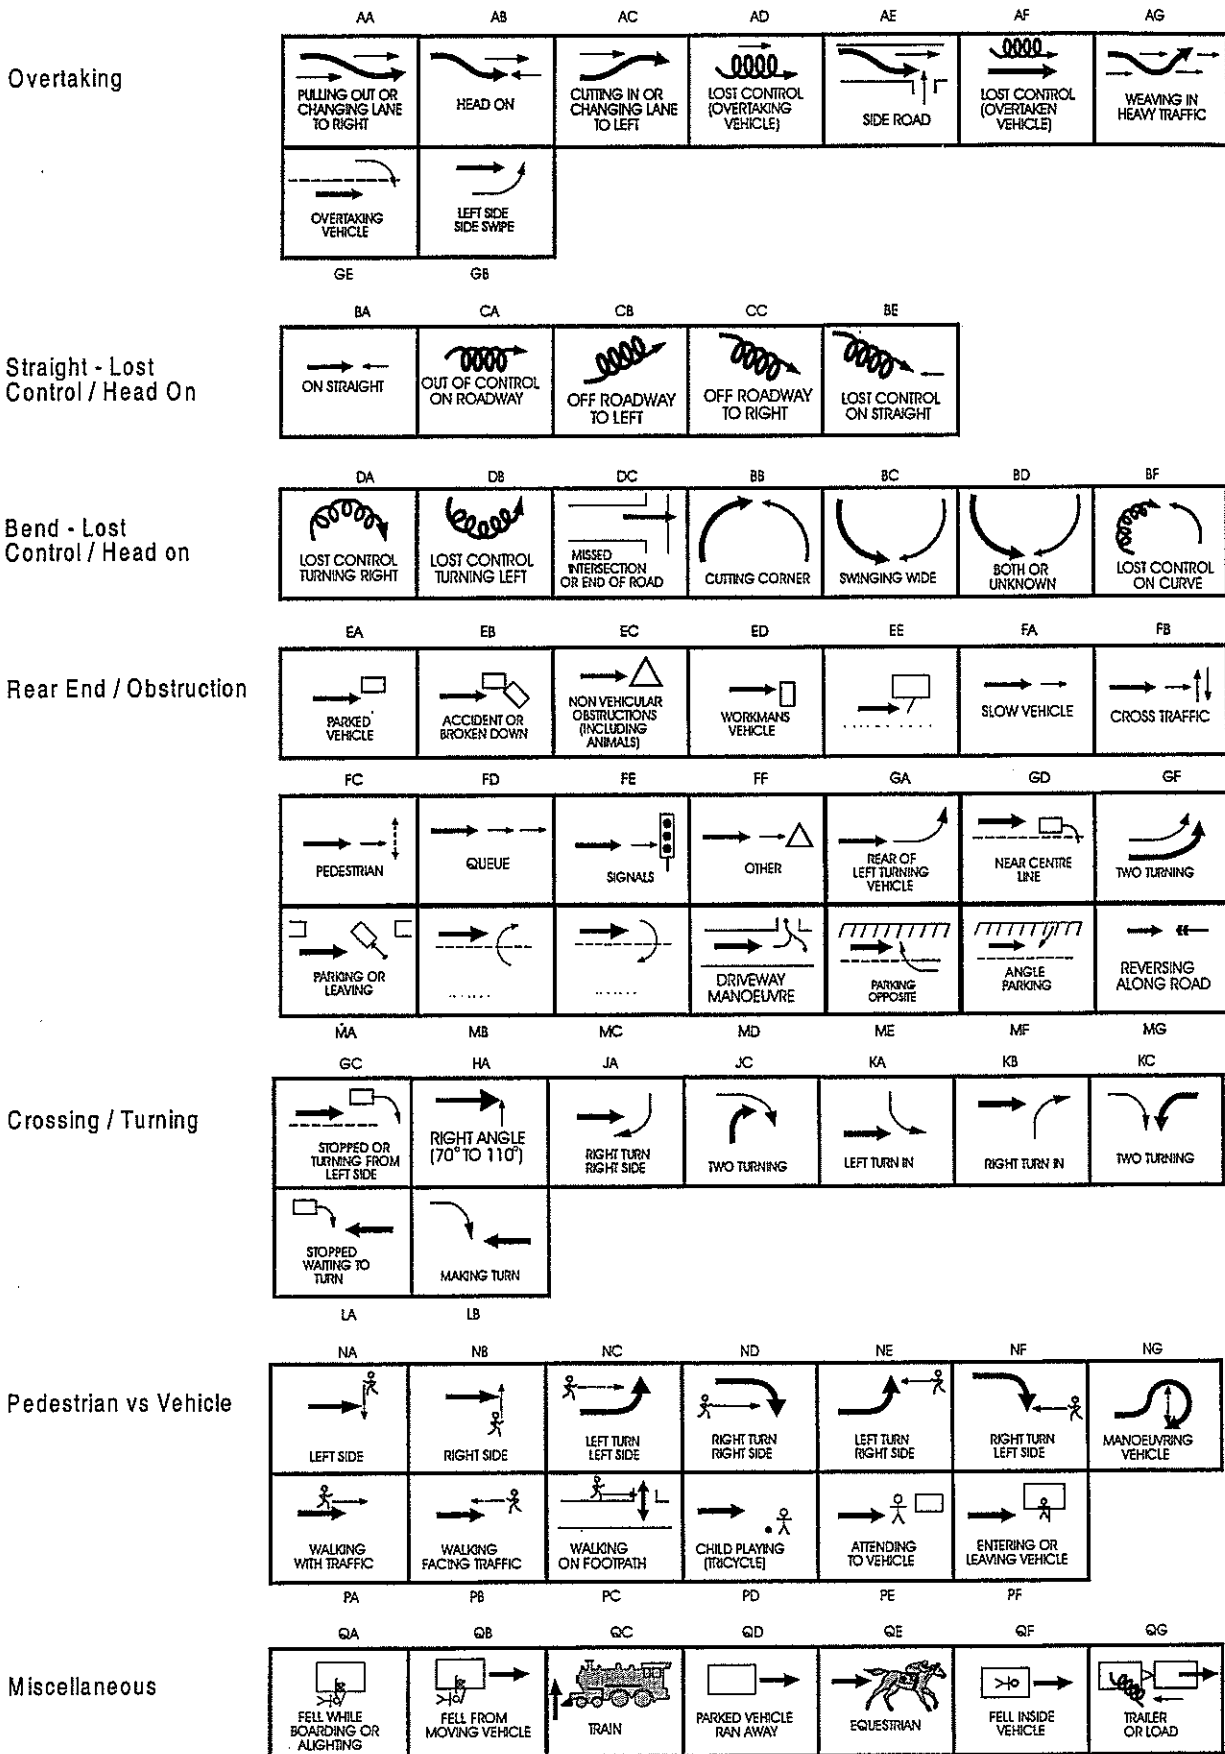 AA AB AC AD AE AF AG
Overtaking
PULLING OUT OR
CHANGING LANE
TO RIGHT
HEAD ON
CUTTING IN OR
CHANGING LANE
TO LEFT
LOST CONTROL
(OVERTAKING
VEHICLE)
SIDE ROAD
LOST CONTROL
(OVERTAKEN
VEHICLE)
WEAVING IN
HEAVY TRAFFIC
OVERTAKING
VEHICLE
LEFT SIDE
SIDE SWIPE
GE GB
BA CA CB CC BE
Straight - Lost
Control / Head On
ON STRAIGHT
OUT OF CONTROL
ON ROADWAY
OFF ROADWAY
TO LEFT
OFF ROADWAY
TO RIGHT
LOST CONTROL
ON STRAIGHT
DA DB DC BB BC BD BF
Bend - Lost
Control / Head on
LOST CONTROL
TURNING RIGHT
LOST CONTROL
TURNING LEFT
MISSED
INTERSECTION
OR END OF ROAD
CUTTING CORNER
SWINGING WIDE
BOTH OR
UNKNOWN
LOST CONTROL
ON CURVE
EA EB EC ED EE FA FB
Rear End / Obstruction
PARKED
VEHICLE
ACCIDENT OR
BROKEN DOWN
NON VEHICULAR
OBSTRUCTIONS
(INCLUDING
ANIMALS)
WORKMANS
VEHICLE
SLOW VEHICLE
CROSS TRAFFIC
FC FD FE FF GA GD GF
PEDESTRIAN
QUEUE
SIGNALS
OTHER
REAR OF
LEFT TURNING
VEHICLE
NEAR CENTRE
LINE
TWO TURNING
PARKING OR
LEAVING
DRIVEWAY
MANOEUVRE
PARKING
OPPOSITE
ANGLE
PARKING
REVERSING
ALONG ROAD
MA MB MC MD ME MF MG
GC HA JA JC KA KB KC
Crossing / Turning
STOPPED OR
TURNING FROM
LEFT SIDE
RIGHT ANGLE
(70° TO 110°)
RIGHT TURN
RIGHT SIDE
TWO TURNING
LEFT TURN IN
RIGHT TURN IN
TWO TURNING
STOPPED
WAITING TO
TURN
MAKING TURN
LA LB
NA NB NC ND NE NF NG
Pedestrian vs Vehicle
LEFT SIDE
RIGHT SIDE
LEFT TURN
LEFT SIDE
RIGHT TURN
RIGHT SIDE
LEFT TURN
RIGHT SIDE
RIGHT TURN
LEFT SIDE
MANOEUVRING
VEHICLE
WALKING
WITH TRAFFIC
WALKING
FACING TRAFFIC
WALKING
ON FOOTPATH
CHILD PLAYING
(TRICYCLE)
ATTENDING
TO VEHICLE
ENTERING OR
LEAVING VEHICLE
PA PB PC PD PE PF
QA QB QC QD QE QF QG
Miscellaneous
FELL WHILE
BOARDING OR
ALIGHTING
FELL FROM
MOVING VEHICLE
TRAIN
PARKED VEHICLE
RAN AWAY
EQUESTRIAN
FELL INSIDE
VEHICLE
TRAILER
OR LOAD